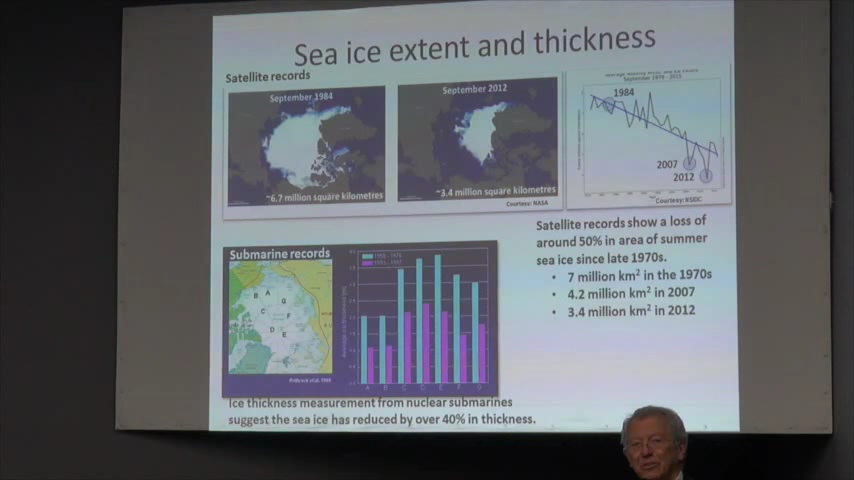 Sea ice extent and thickness
Satellite records
September 1984
~6.7 million square kilometres
September 2012
~3.4 million square kilometres
Courtesy: NASA
September 1979 - 2015
1984
2007
2012
Courtesy: NSIDC
Satellite records show a loss of
around 50% in area of summer
sea ice since late 1970s.
• 7 million km² in the 1970s
• 4.2 million km² in 2007
• 3.4 million km² in 2012
Submarine records
B A
G
C F
D E
A B C D E F G
Ice thickness measurement from nuclear submarines
suggest the sea ice has reduced by over 40% in thickness.